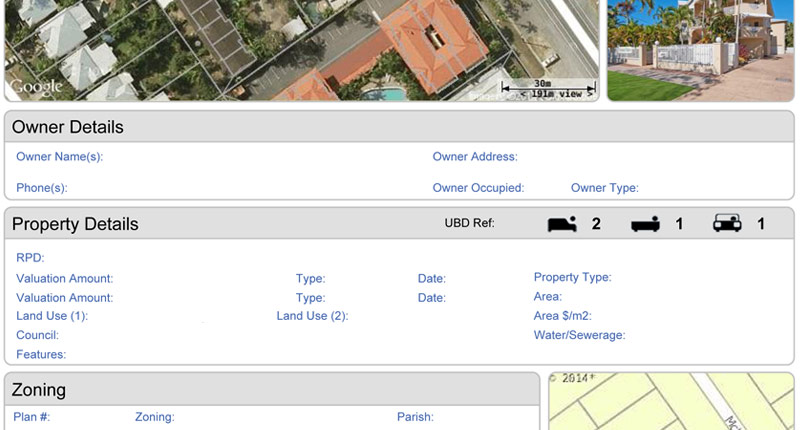 Google
30m
< 191m view >
Owner Details
Owner Name(s): Owner Address:
Phone(s): Owner Occupied: Owner Type:
Property Details UBD Ref: 2 1 1
RPD:
Valuation Amount: Type: Date: Property Type:
Valuation Amount: Type: Date: Area:
Land Use (1): Land Use (2): Area $/m2:
Council: Water/Sewerage:
Features:
Zoning
© 2014+
Plan #: Zoning: Parish: